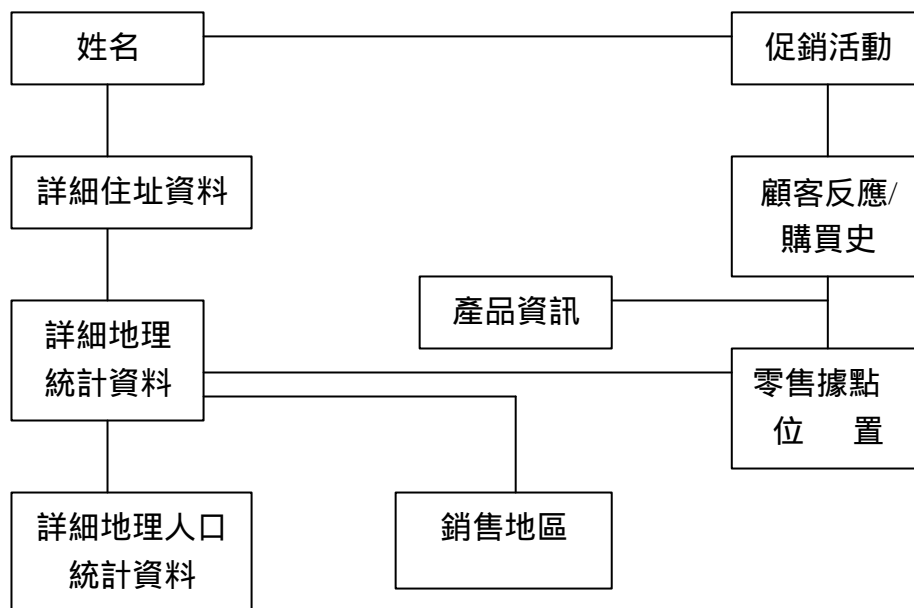 姓名
促銷活動
詳細住址資料
顧客反應/
購買史
產品資訊
詳細地理
統計資料
零售據點
位 置
詳細地理人口
統計資料
銷售地區